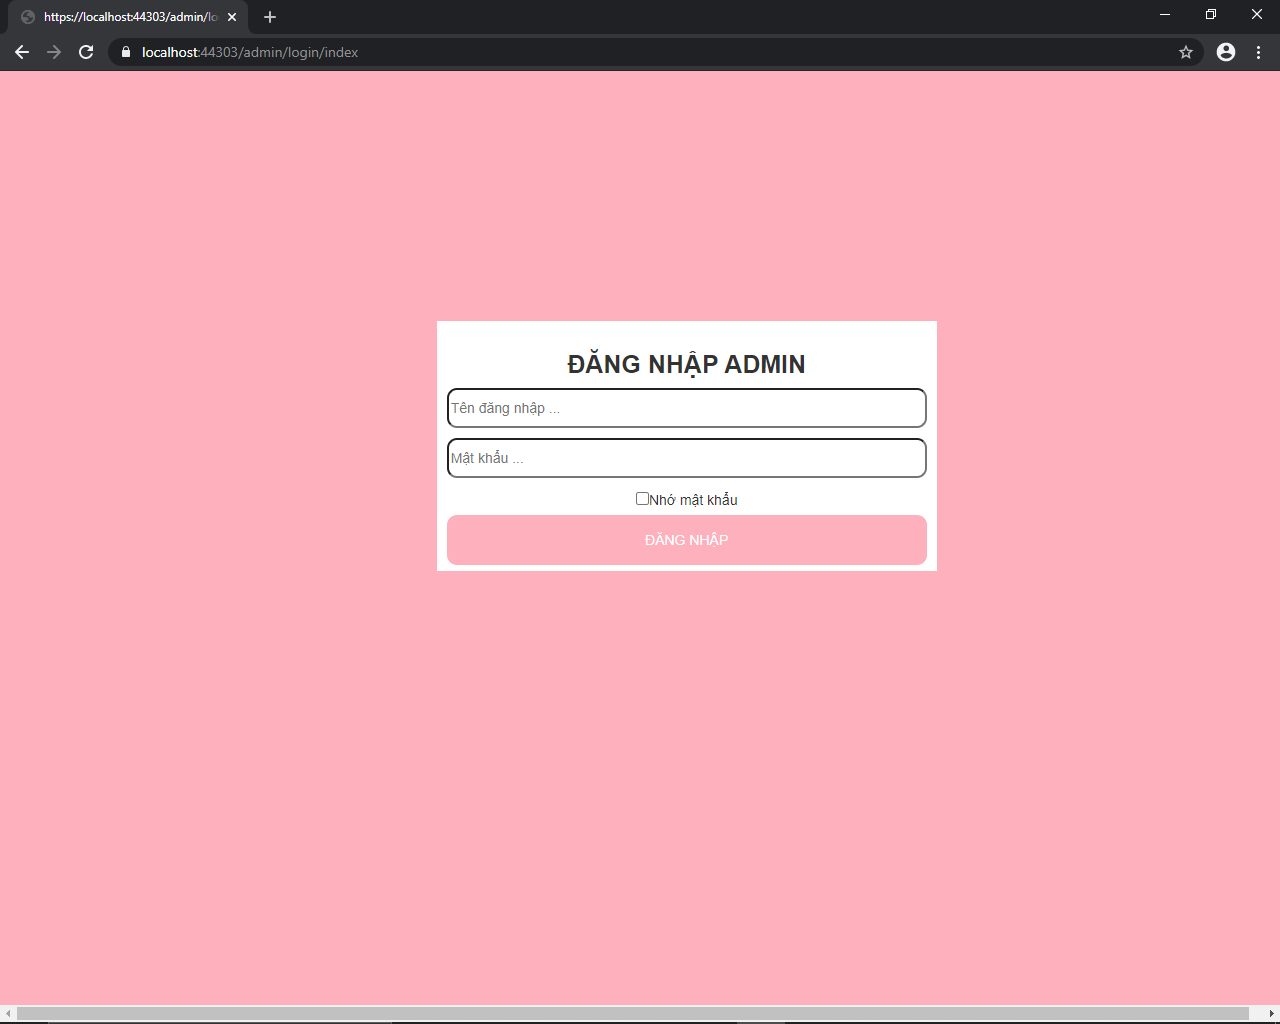 https://localhost:44303/admin/lo
localhost:44303/admin/login/index
ĐĂNG NHẬP ADMIN
Tên đăng nhập ...
Mật khẩu ...
Nhớ mật khẩu
ĐĂNG NHẬP